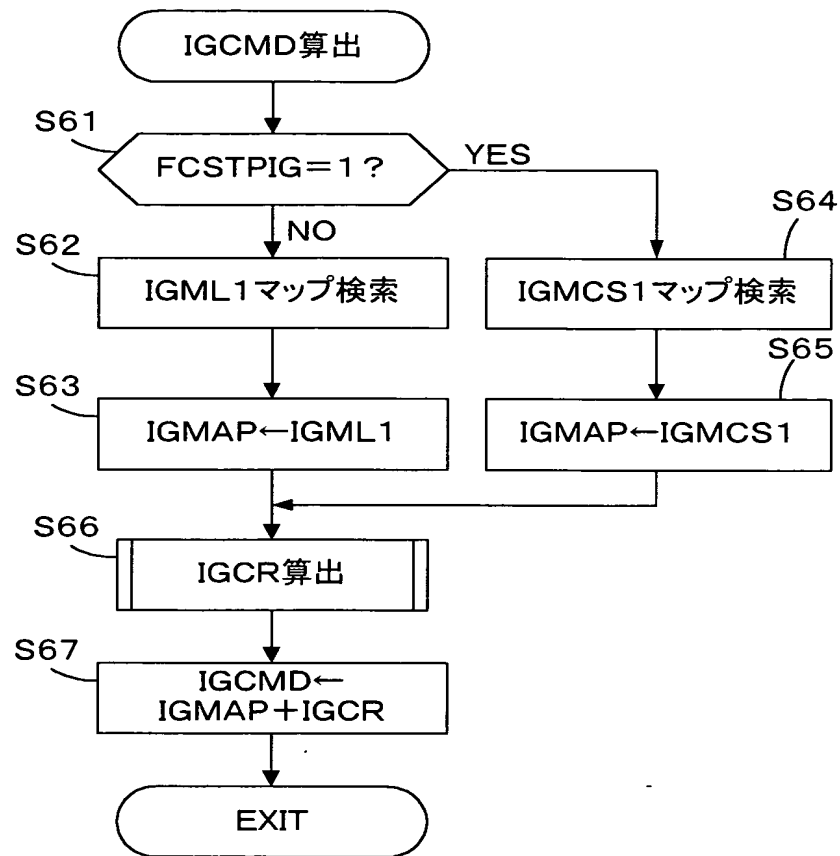 IGCMD算出
S61
FCSTPIG=1?
YES
NO
S62
IGML1マップ検索
S64
IGMCS1マップ検索
S63
IGMAP←IGML1
S65
IGMAP←IGMCS1
S66
IGCR算出
S67
IGCMD←
IGMAP+IGCR
EXIT